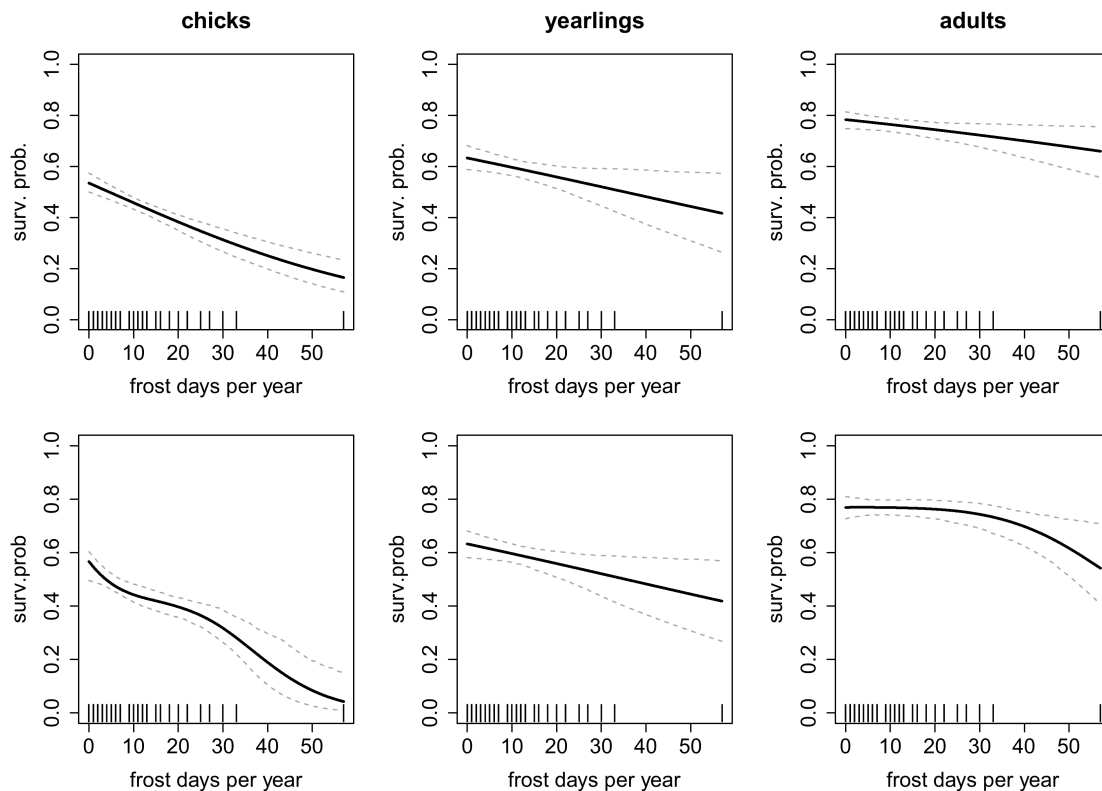 chicks yearlings adults
surv. prob. 0.0 0.2 0.4 0.6 0.8 1.0 surv. prob. 0.0 0.2 0.4 0.6 0.8 1.0 surv. prob. 0.0 0.2 0.4 0.6 0.8 1.0
0 10 20 30 40 50 0 10 20 30 40 50 0 10 20 30 40 50
frost days per year frost days per year frost days per year
surv.prob 0.0 0.2 0.4 0.6 0.8 1.0 surv.prob 0.0 0.2 0.4 0.6 0.8 1.0 surv.prob 0.0 0.2 0.4 0.6 0.8 1.0
0 10 20 30 40 50 0 10 20 30 40 50 0 10 20 30 40 50
frost days per year frost days per year frost days per year